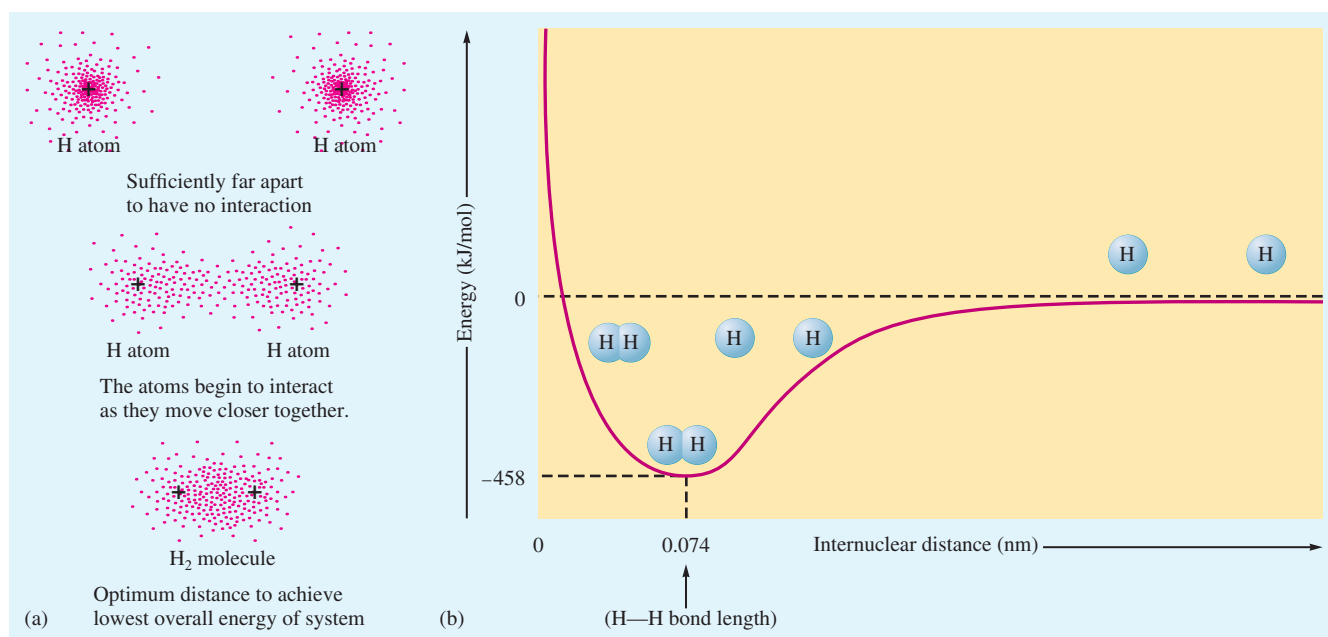 H atom
H atom
Sufficiently far apart
to have no interaction
H atom
H atom
The atoms begin to interact
as they move closer together.
H₂ molecule
(a)
Optimum distance to achieve
lowest overall energy of system
(b)
Energy (kJ/mol)
0
−458
H
H
H
H
H
H
H
H
0
0.074
Internuclear distance (nm)
(H—H bond length)